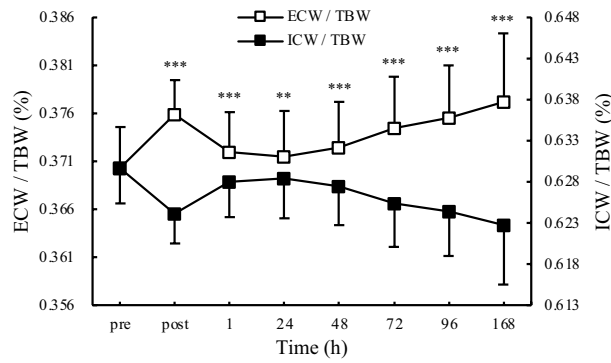 ECW / TBW
ICW / TBW
ECW / TBW (%)
0.386
0.381
0.376
0.371
0.366
0.361
0.356
*** *** ** *** *** *** ***
0.648
0.643
0.638
0.633
0.628
0.623
0.618
0.613
ICW / TBW (%)
pre post 1 24 48 72 96 168
Time (h)